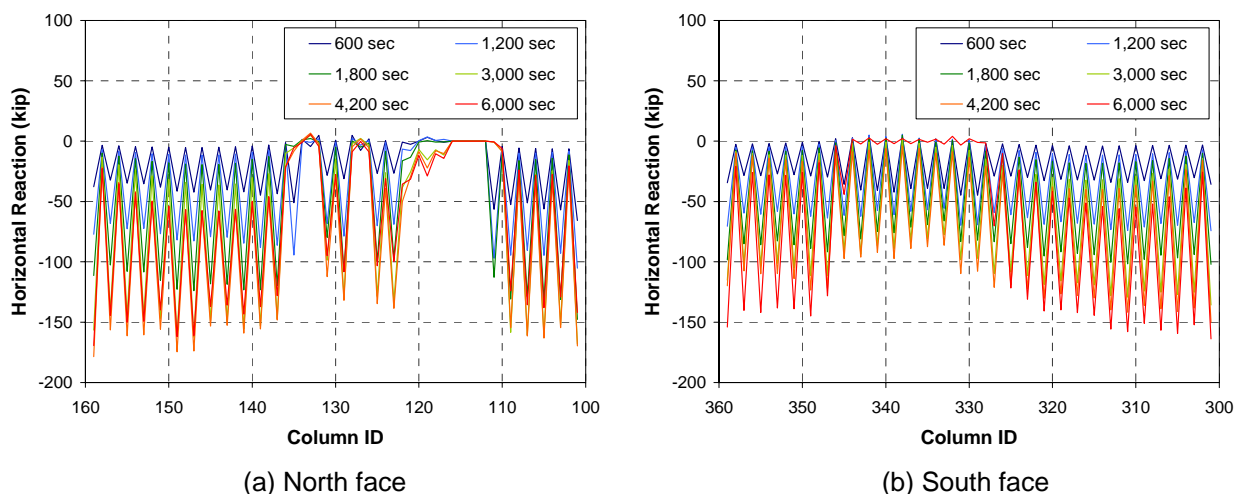 100
50
0
-50
-100
-150
-200
Horizontal Reaction (kip)
600 sec 1,200 sec
1,800 sec 3,000 sec
4,200 sec 6,000 sec
160 150 140 130 120 110 100
Column ID
(a) North face
100
50
0
-50
-100
-150
-200
Horizontal Reaction (kip)
600 sec 1,200 sec
1,800 sec 3,000 sec
4,200 sec 6,000 sec
360 350 340 330 320 310 300
Column ID
(b) South face